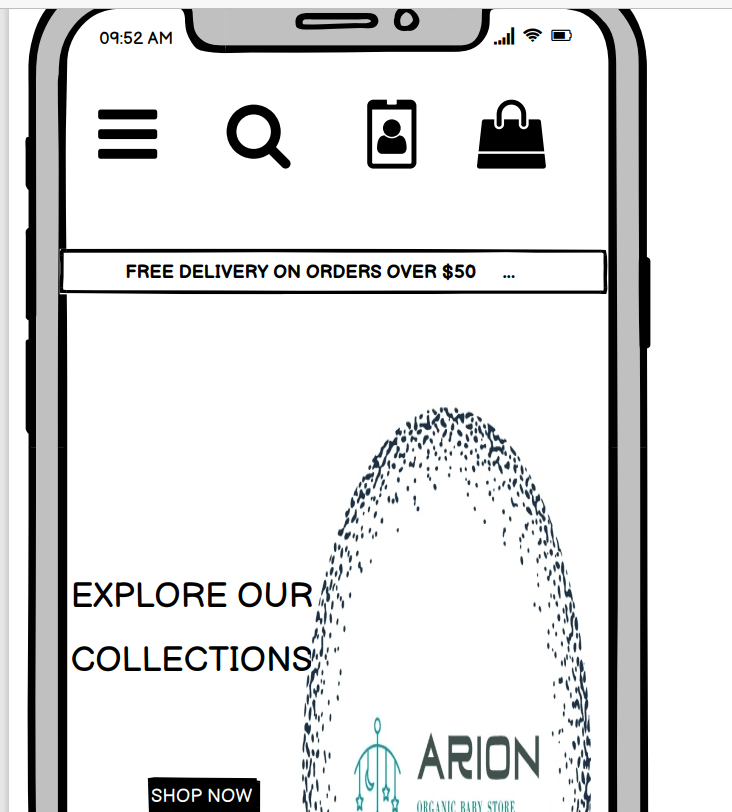 09:52 AM
FREE DELIVERY ON ORDERS OVER $50 ...
EXPLORE OUR
COLLECTIONS
ARION
ORGANIC BABY STORE
SHOP NOW